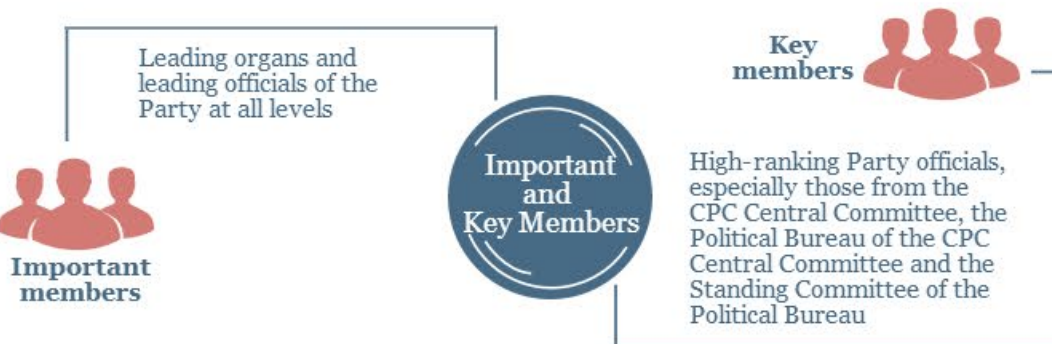 Leading organs and
leading officials of the
Party at all levels
Important
members
Important
and
Key Members
Key
members
High-ranking Party officials,
especially those from the
CPC Central Committee, the
Political Bureau of the CPC
Central Committee and the
Standing Committee of the
Political Bureau